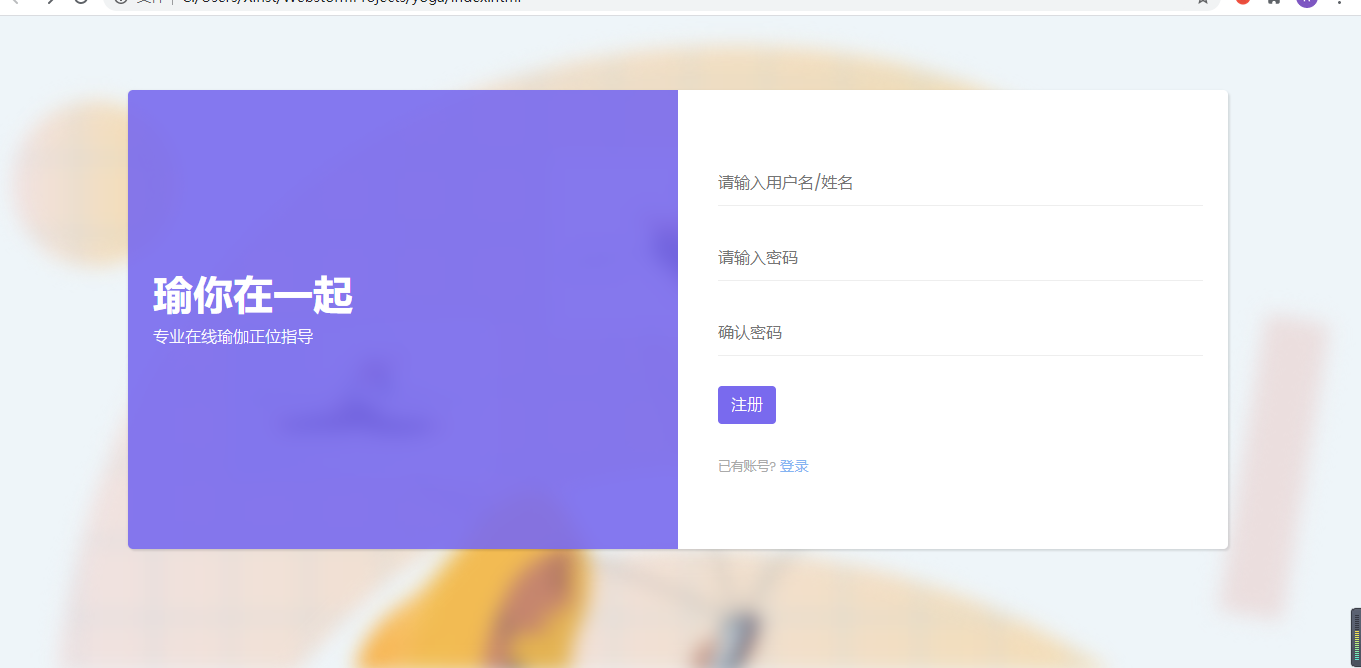 瑜你在一起
专业在线瑜伽正位指导
请输入用户名/姓名
请输入密码
确认密码
注册
已有账号? 登录